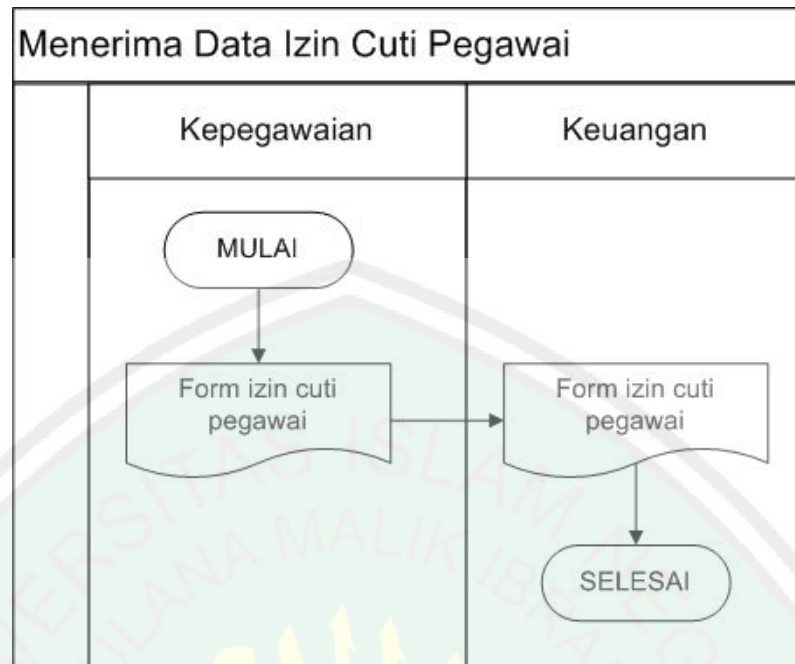 Menerima Data Izin Cuti Pegawai
Kepegawaian
Keuangan
MULAI
Form izin cuti
pegawai
Form izin cuti
pegawai
SELESAI